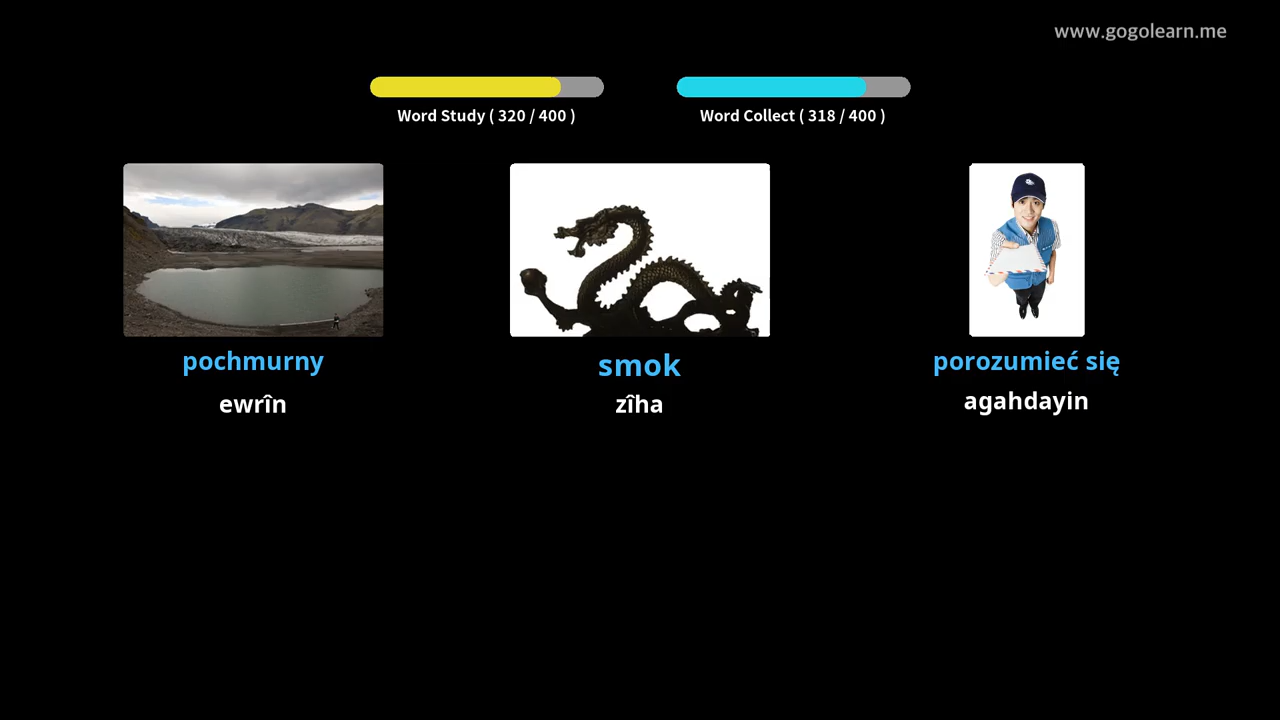 www.gogolearn.me
Word Study ( 320 / 400 )
Word Collect ( 318 / 400 )
pochmurny
smok
porozumieć się
ewrîn
zîha
agahdayin